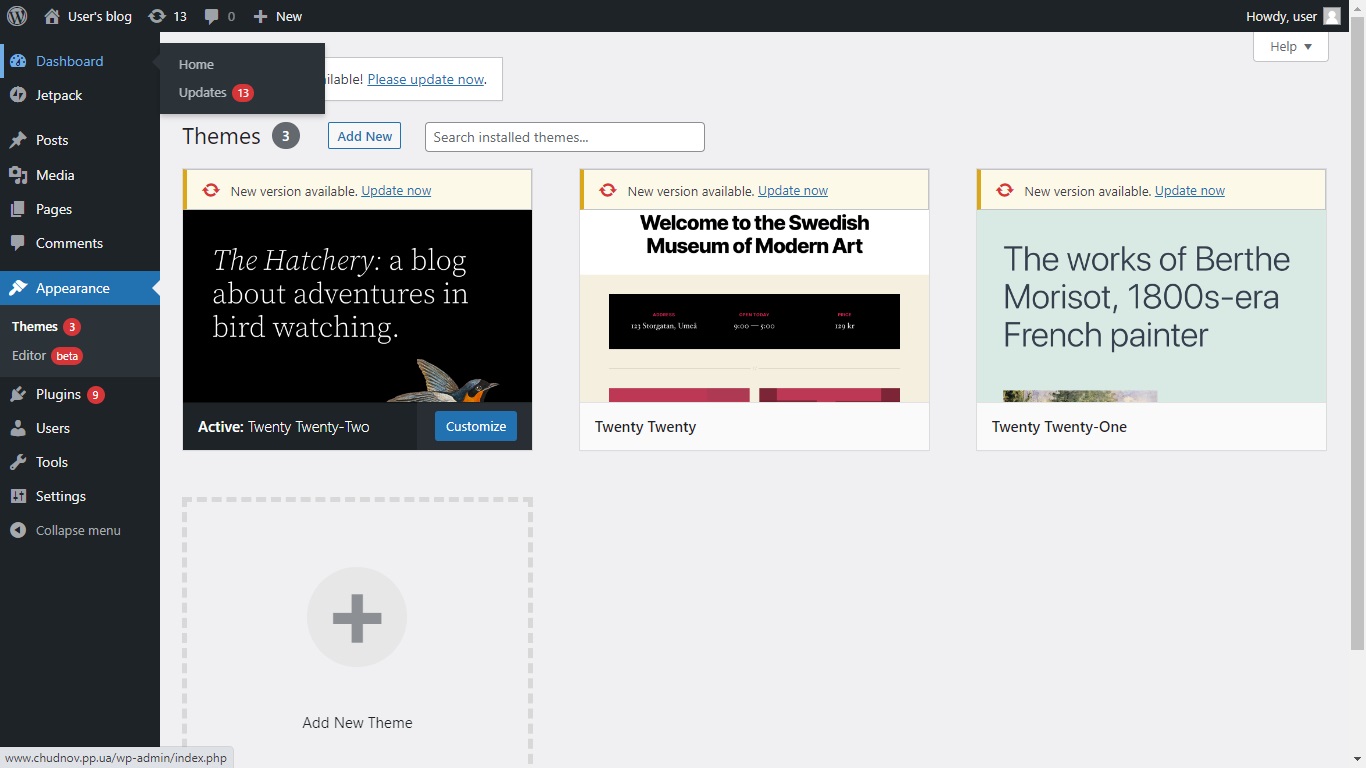 User's blog
13
0
New
Howdy, user
Help
Dashboard
Home
Updates 13
Jetpack
Posts
Media
Pages
Comments
Appearance
Themes 3
Editor beta
Plugins 9
Users
Tools
Settings
Collapse menu
ilable! Please update now.
Themes 3
Add New
Search installed themes...
New version available. Update now
The Hatchery: a blog
about adventures in
bird watching.
Active: Twenty Twenty-Two
Customize
New version available. Update now
Welcome to the Swedish
Museum of Modern Art
ADDRESS
123 Storgatan, Umeå
OPEN TODAY
9:00 — 5:00
PRICE
129 kr
Twenty Twenty
New version available. Update now
The works of Berthe
Morisot, 1800s-era
French painter
Twenty Twenty-One
Add New Theme
www.chudnov.pp.ua/wp-admin/index.php